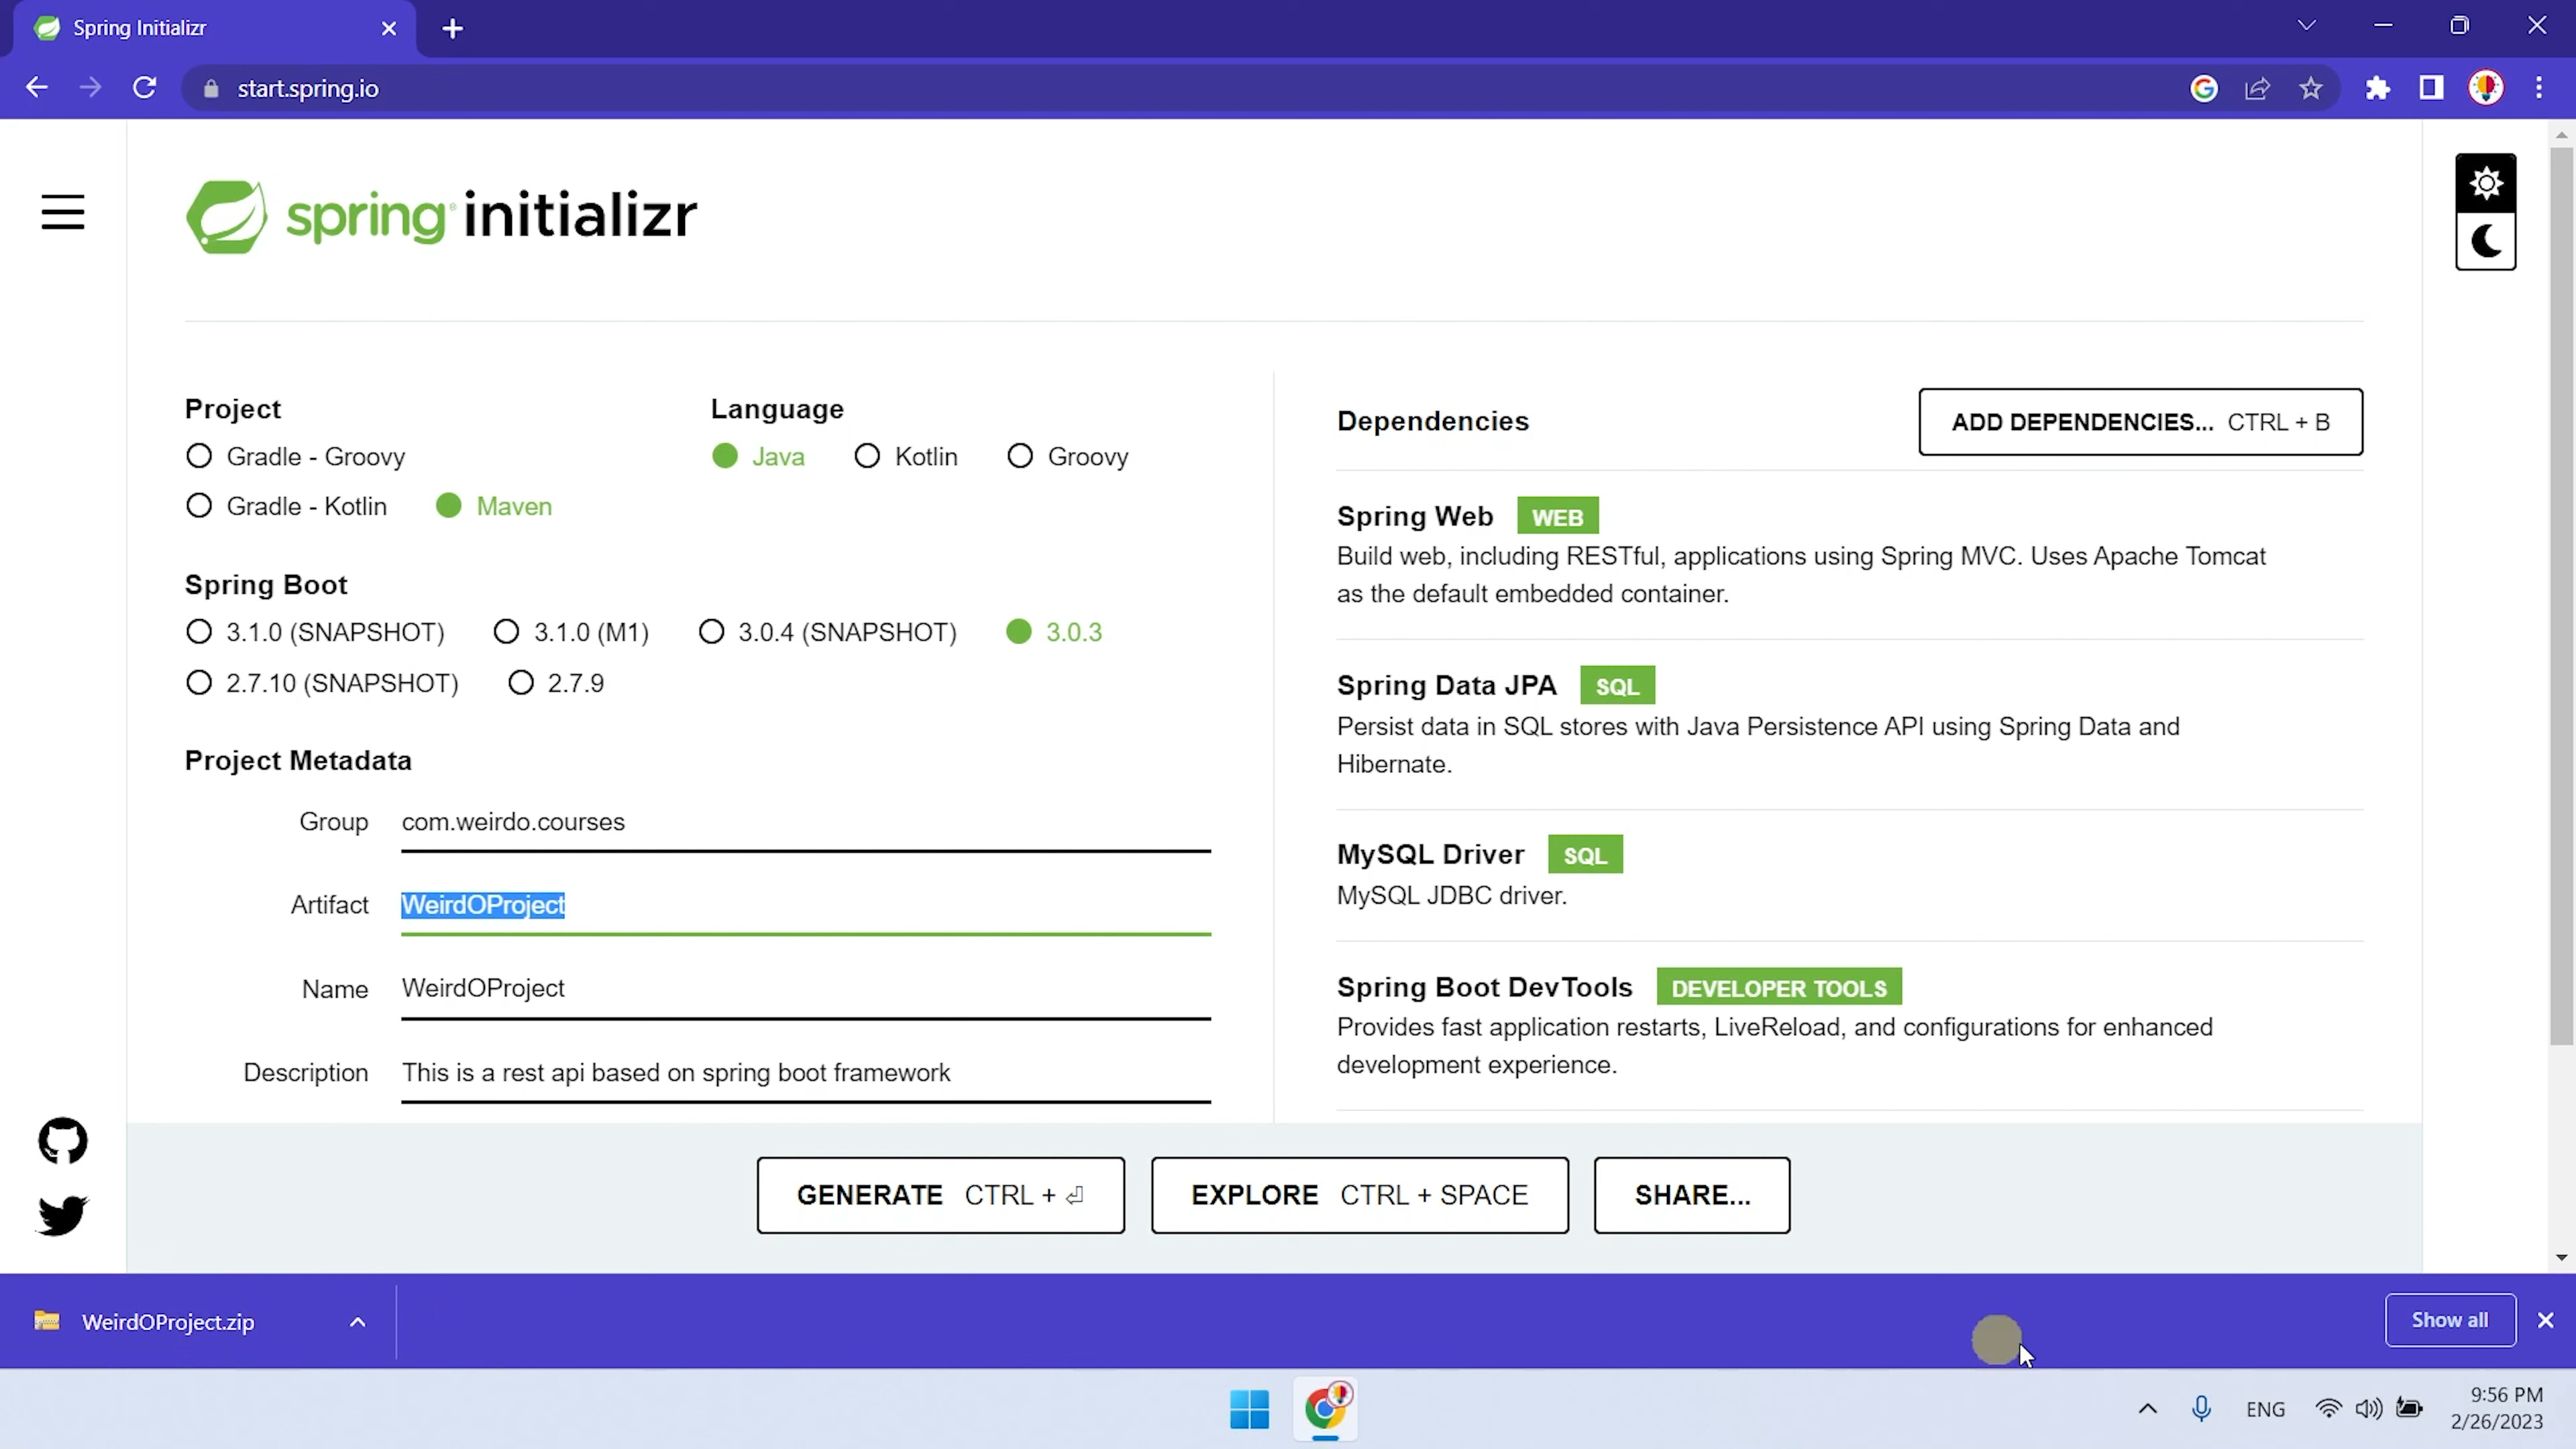 Spring Initializr
start.spring.io
spring initializr
Project
Gradle - Groovy
Gradle - Kotlin Maven
Language
Java Kotlin Groovy
Spring Boot
3.1.0 (SNAPSHOT) 3.1.0 (M1) 3.0.4 (SNAPSHOT) 3.0.3
2.7.10 (SNAPSHOT) 2.7.9
Project Metadata
Group com.weirdo.courses
Artifact WeirdOProject
Name WeirdOProject
Description This is a rest api based on spring boot framework
Dependencies ADD DEPENDENCIES... CTRL + B
Spring Web WEB
Build web, including RESTful, applications using Spring MVC. Uses Apache Tomcat
as the default embedded container.
Spring Data JPA SQL
Persist data in SQL stores with Java Persistence API using Spring Data and
Hibernate.
MySQL Driver SQL
MySQL JDBC driver.
Spring Boot DevTools DEVELOPER TOOLS
Provides fast application restarts, LiveReload, and configurations for enhanced
development experience.
GENERATE CTRL + ⏎ EXPLORE CTRL + SPACE SHARE...
WeirdOProject.zip Show all
ENG 9:56 PM
2/26/2023